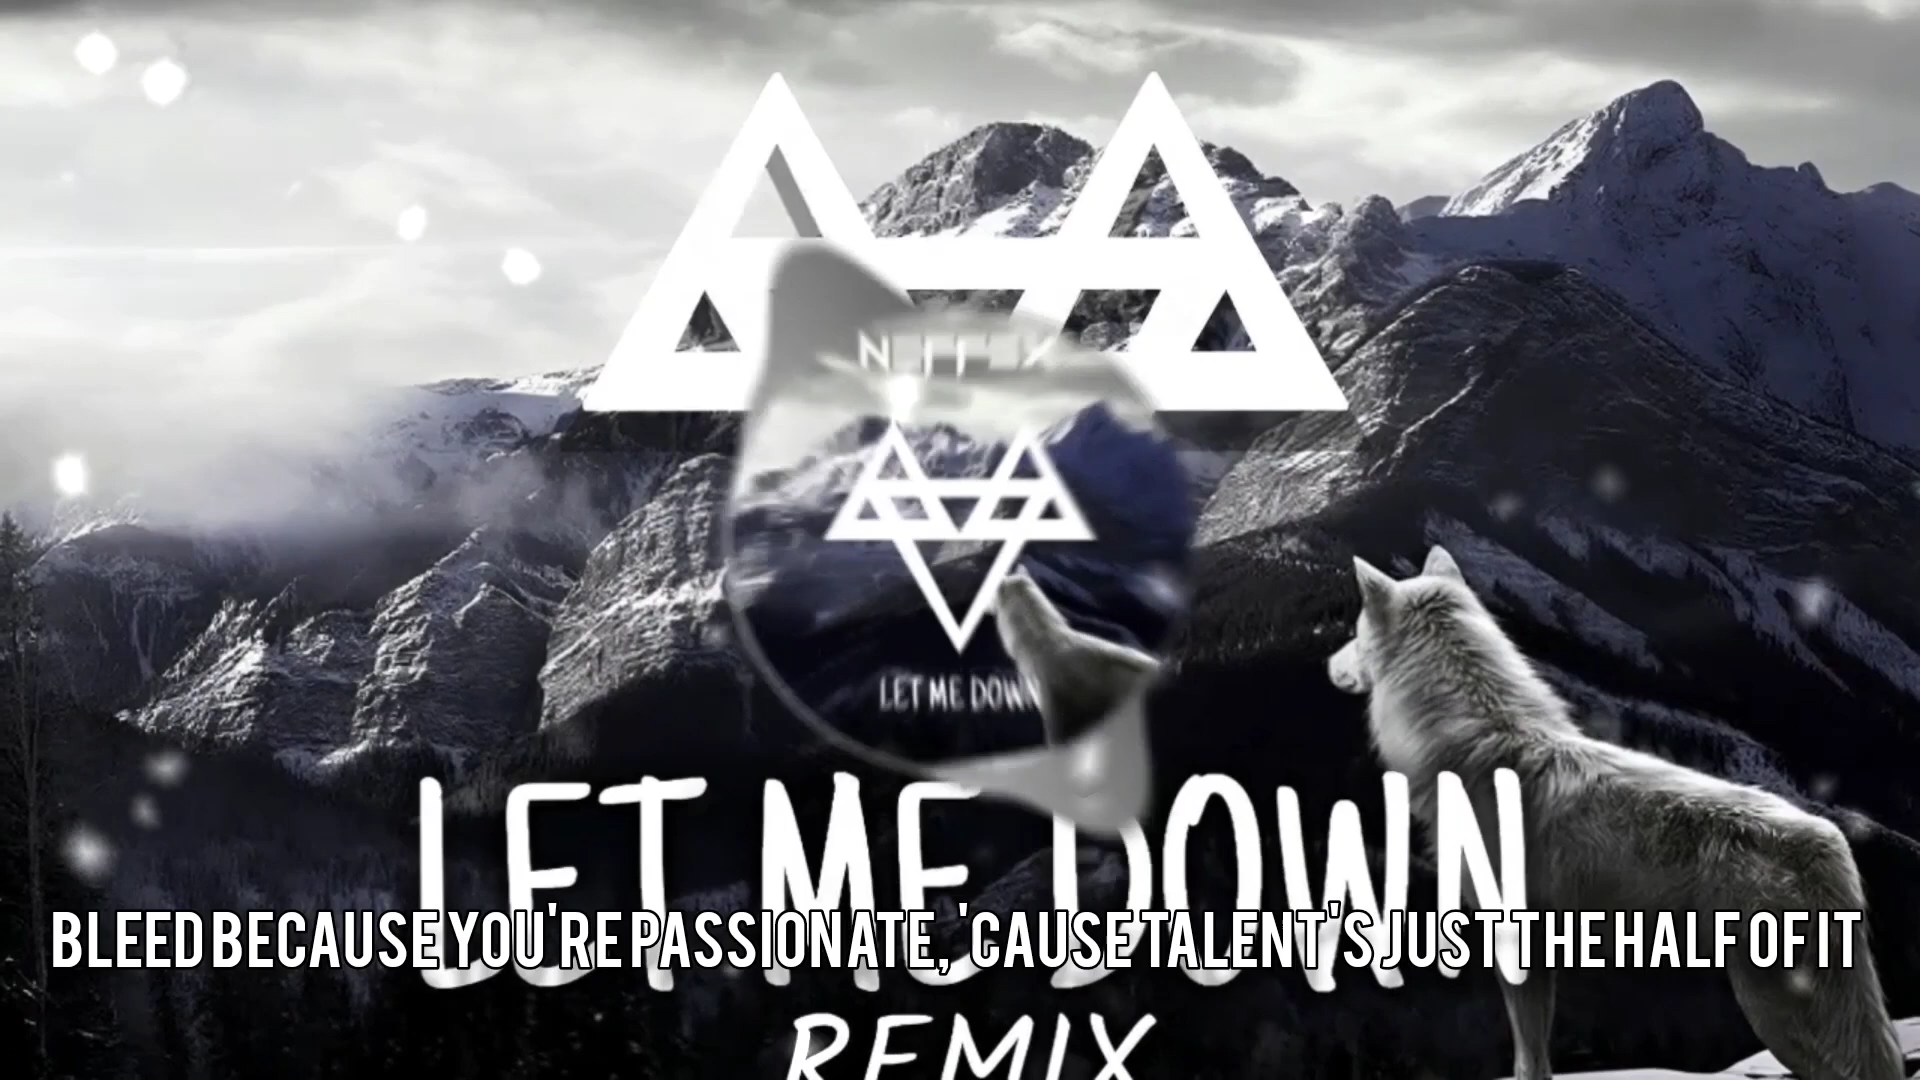 NEFFEX
LET ME DOWN
LET ME DOWN
BLEED BECAUSE YOU'RE PASSIONATE, 'CAUSE TALENT'S JUST THE HALF OF IT
REMIX